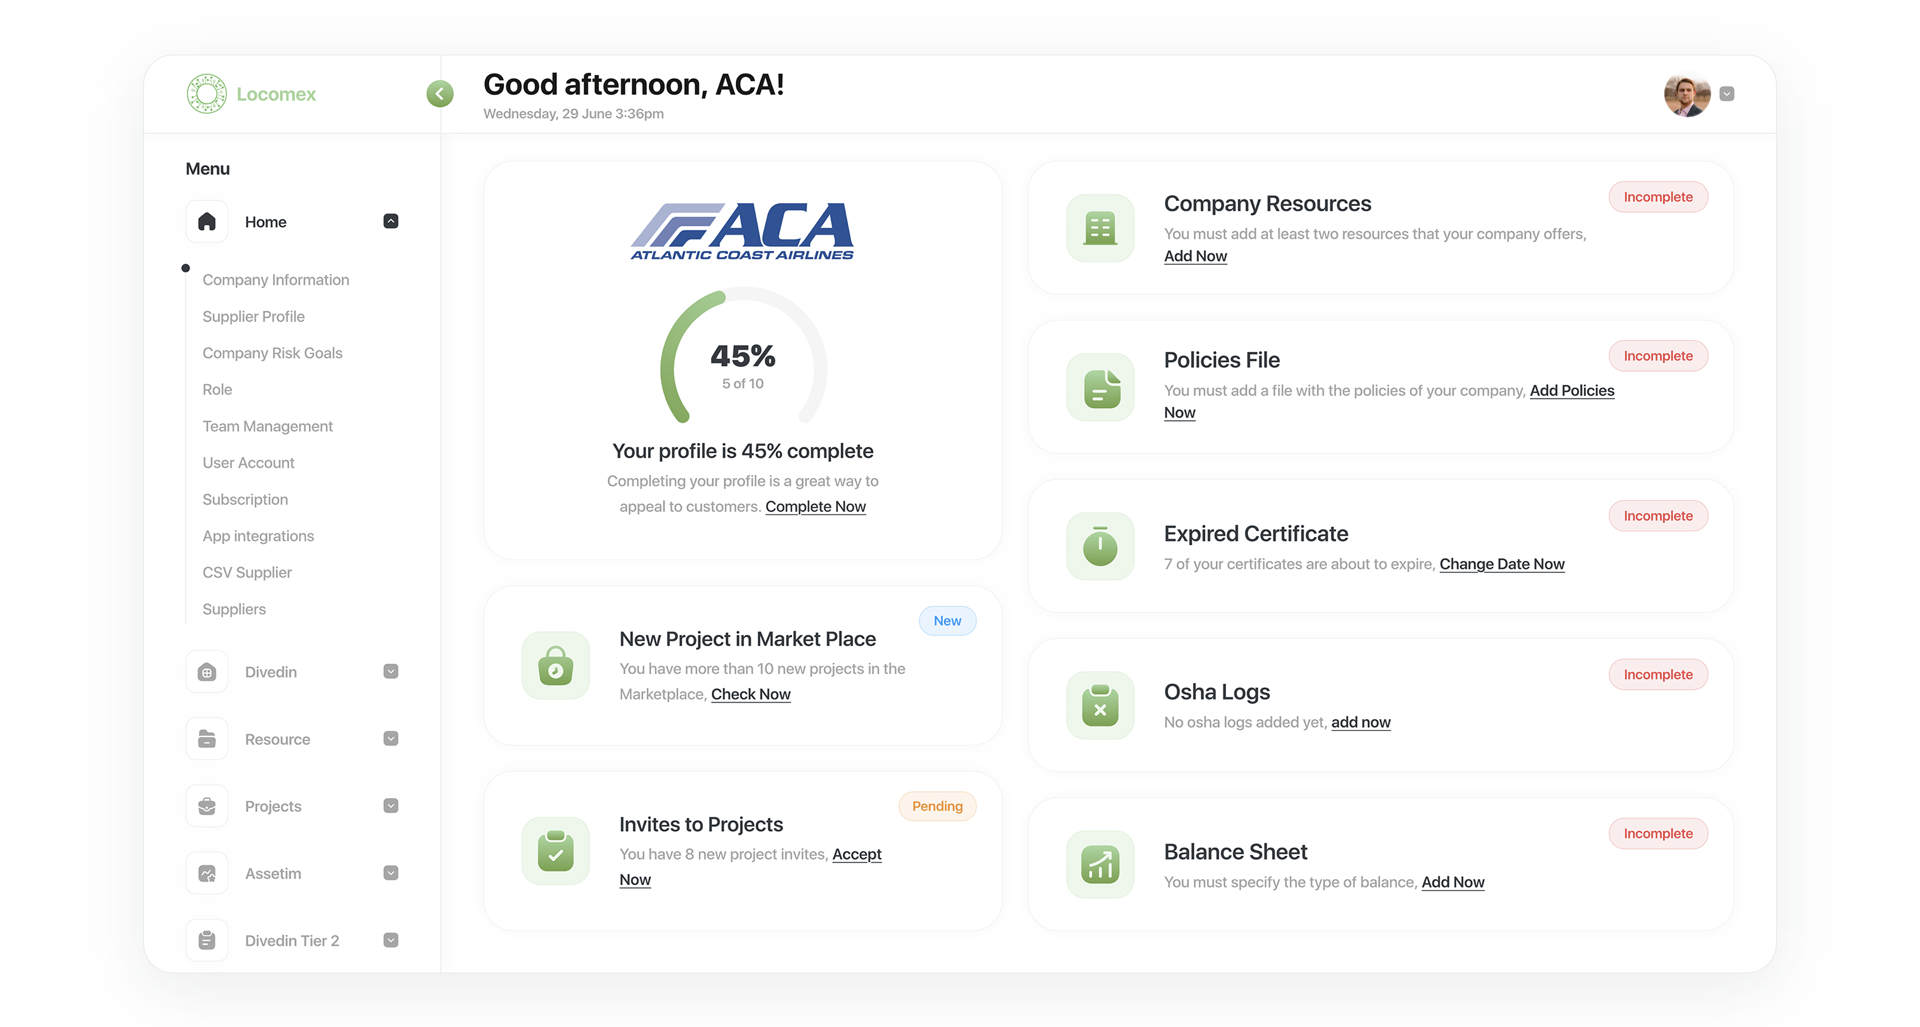 Locomex
Good afternoon, ACA!
Wednesday, 29 June 3:36pm
Menu
Home
Company Information
Supplier Profile
Company Risk Goals
Role
Team Management
User Account
Subscription
App integrations
CSV Supplier
Suppliers
Divedin
Resource
Projects
Assetim
Divedin Tier 2
ACA
ATLANTIC COAST AIRLINES
45%
5 of 10
Your profile is 45% complete
Completing your profile is a great way to
appeal to customers. Complete Now
New
New Project in Market Place
You have more than 10 new projects in the
Marketplace, Check Now
Pending
Invites to Projects
You have 8 new project invites, Accept
Now
Incomplete
Company Resources
You must add at least two resources that your company offers,
Add Now
Incomplete
Policies File
You must add a file with the policies of your company, Add Policies
Now
Incomplete
Expired Certificate
7 of your certificates are about to expire, Change Date Now
Incomplete
Osha Logs
No osha logs added yet, add now
Incomplete
Balance Sheet
You must specify the type of balance, Add Now